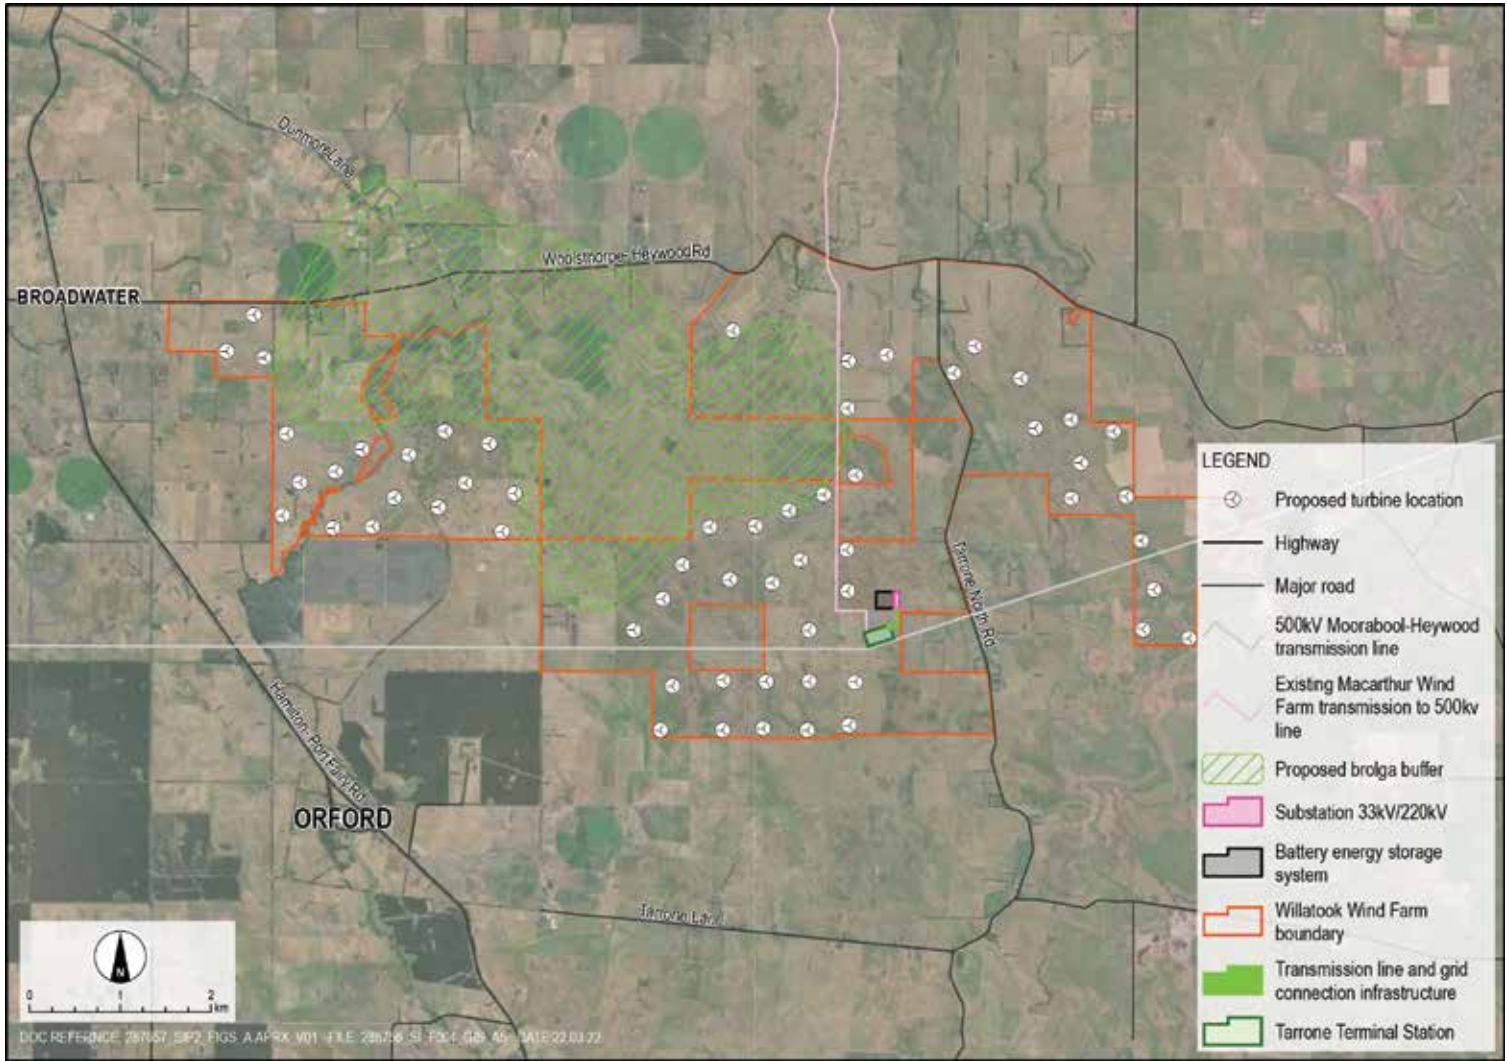 Dunmore Lane
Woolsthorpe- Heywood Rd
BROADWATER
LEGEND
Proposed turbine location
Highway
Major road
500kV Moorabool-Heywood
transmission line
Existing Macarthur Wind
Farm transmission to 500kv
line
Proposed brolga buffer
Substation 33kV/220kV
Battery energy storage
system
Willatook Wind Farm
boundary
Transmission line and grid
connection infrastructure
Tarrone Terminal Station
Tarrone North Rd
Hamilton- Port Fairy Rd
ORFORD
Tarrone Lane
N
0 1 2
km
DOC REFERNCE